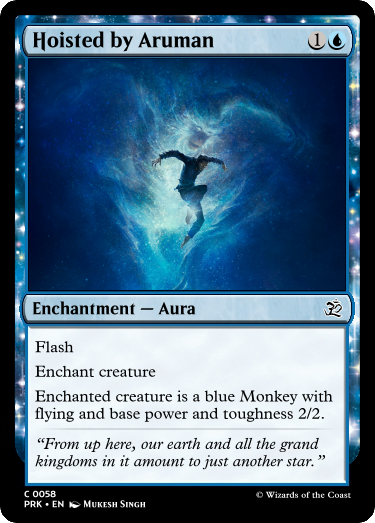 Hoisted by Aruman
1
Enchantment — Aura
Flash
Enchant creature
Enchanted creature is a blue Monkey with
flying and base power and toughness 2/2.
“From up here, our earth and all the grand
kingdoms in it amount to just another star.”
C 0058
PRK • EN Mukesh Singh
© Wizards of the Coast